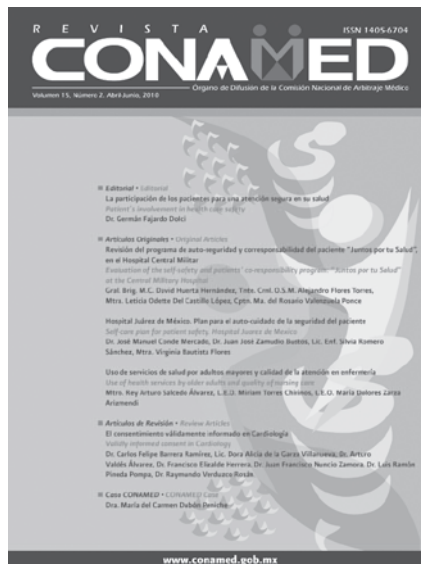 REVISTA
ISSN 1405-6704
CONAMED
Órgano de Difusión de la Comisión Nacional de Arbitraje Médico
Volumen 15, Número 2, Abril-Junio, 2010
Editorial • Editorial
La participación de los pacientes para una atención segura en su salud
Patient's involvement in health care safety
Dr. Germán Fajardo Dolci
Artículos Originales • Original Articles
Revisión del programa de auto-seguridad y corresponsabilidad del paciente "Juntos por tu Salud",
en el Hospital Central Militar
Evaluation of the self-safety and patients' co-responsibility program: "Juntos por tu Salud"
at the Central Military Hospital
Gral. Brig. M.C. David Huerta Hernández, Tnte. Cnl. D.S.M. Alejandro Flores Torres,
Mtra. Leticia Odette Del Castillo López, Cptn. Ma. del Rosario Valenzuela Ponce
Hospital Juárez de México. Plan para el auto-cuidado de la seguridad del paciente
Self-care plan for patient safety. Hospital Juarez de Mexico
Dr. José Manuel Conde Mercado, Dr. Juan José Zamudio Bustos, Lic. Enf. Silvia Romero
Sánchez, Mtra. Virginia Bautista Flores
Uso de servicios de salud por adultos mayores y calidad de la atención en enfermería
Use of health services by older adults and quality of nursing care
Mtro. Rey Arturo Salcedo Álvarez, L.E.O. Miriam Torres Chienos, L.E.O. María Dolores Zarza
Arizmendi
Artículos de Revisión • Review Articles
El consentimiento válidamente informado en Cardiología
Validly informed consent in Cardiology
Dr. Carlos Felipe Barrera Ramírez, Lic. Dora Alicia de la Garza Villanueva, Dr. Arturo
Valdés Álvarez, Dr. Francisco Elizalde Herrera, Dr. Juan Francisco Nuncio Zamora, Dr. Luis Ramón
Pineda Pompa, Dr. Raymundo Verduzco Rosán
Caso CONAMED • CONAMED Case
Dra. María del Carmen Dubón Peniche
www.conamed.gob.mx